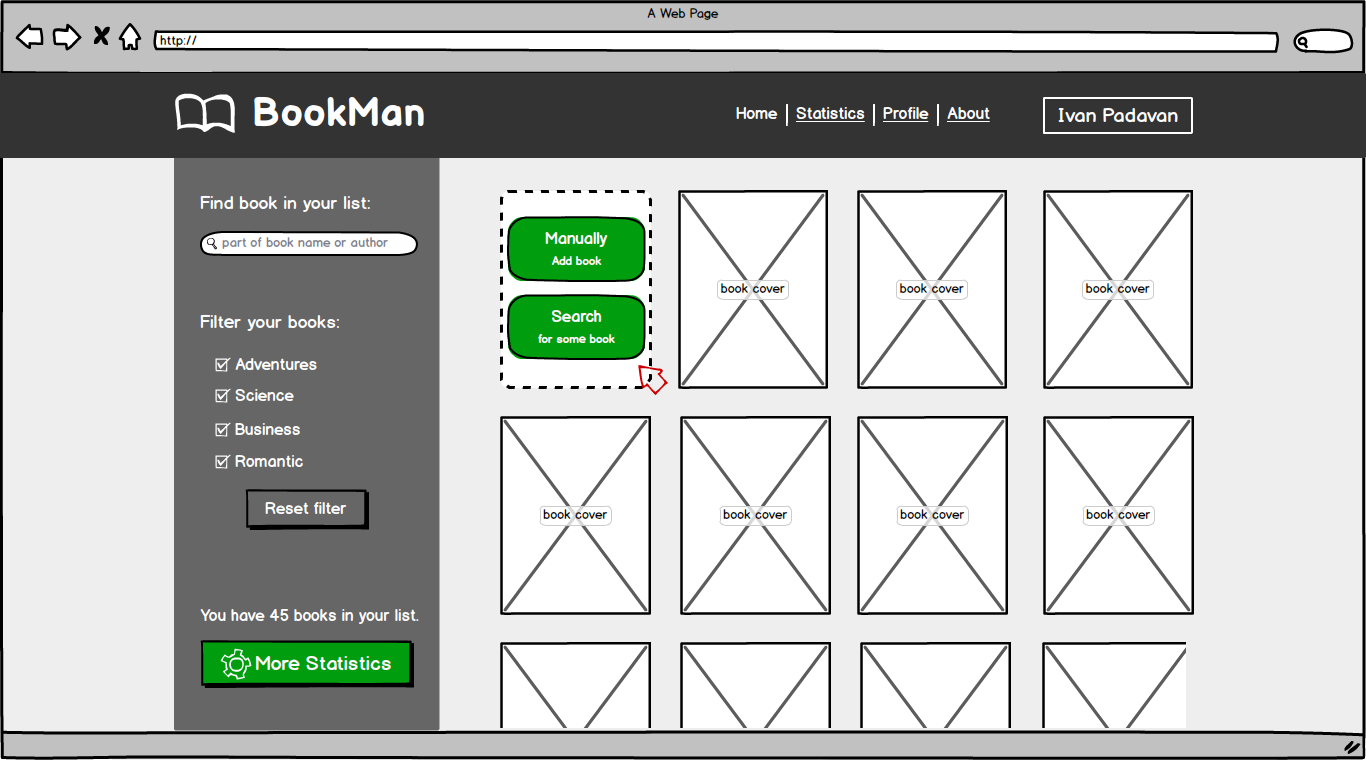 A Web Page
http://
BookMan
Home | Statistics | Profile | About
Ivan Padavan
Find book in your list:
part of book name or author
Filter your books:
Adventures
Science
Business
Romantic
Reset filter
You have 45 books in your list.
More Statistics
Manually
Add book
Search
for some book
book cover
book cover
book cover
book cover
book cover
book cover
book cover